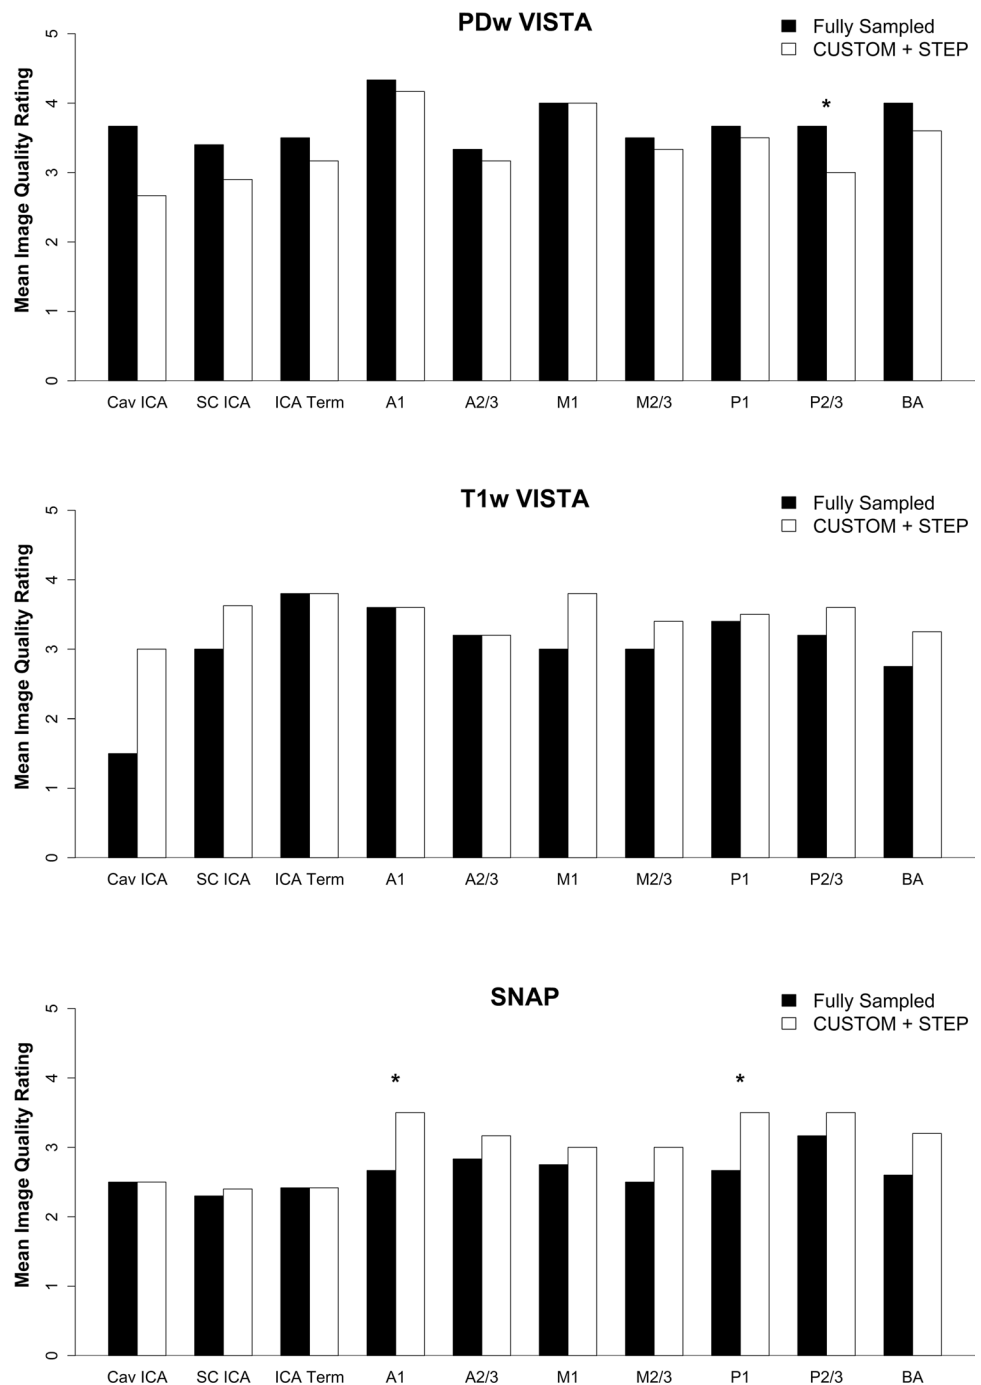 PDw VISTA
Fully Sampled
CUSTOM + STEP
Mean Image Quality Rating
5
4
3
2
1
0
*
Cav ICA SC ICA ICA Term A1 A2/3 M1 M2/3 P1 P2/3 BA
T1w VISTA
Fully Sampled
CUSTOM + STEP
Mean Image Quality Rating
5
4
3
2
1
0
Cav ICA SC ICA ICA Term A1 A2/3 M1 M2/3 P1 P2/3 BA
SNAP
Fully Sampled
CUSTOM + STEP
Mean Image Quality Rating
5
4
3
2
1
0
* *
Cav ICA SC ICA ICA Term A1 A2/3 M1 M2/3 P1 P2/3 BA